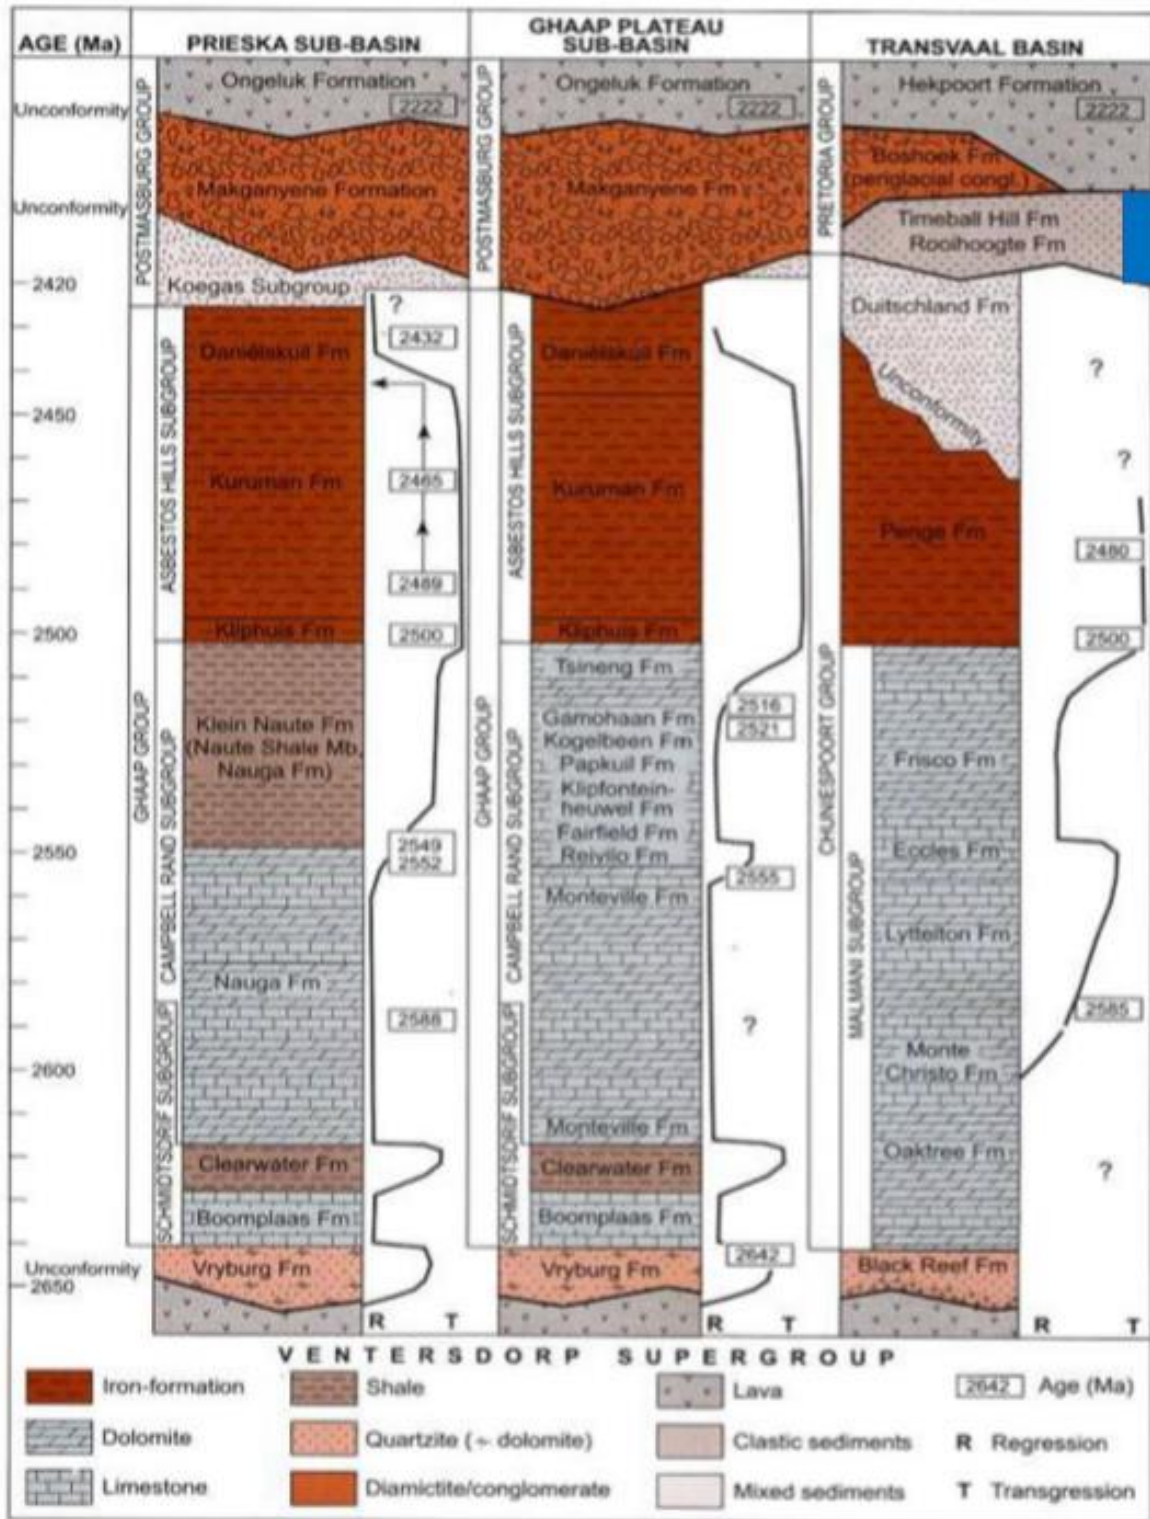 AGE (Ma)
PRIESKA SUB-BASIN
GHAAP PLATEAU
SUB-BASIN
TRANSVAAL BASIN
Unconformity
Unconformity
2420
2450
2500
2550
2600
Unconformity
2650
POSTMASBURG GROUP
GHAAP GROUP
ASBESTOS HILLS SUBGROUP
CAMPBELL RAND SUBGROUP
SCHMIDTSDRIF SUBGROUP
Ongeluk Formation
2222
Makganyene Formation
Koegas Subgroup
?
2432
Daniëlskuil Fm
Kuruman Fm
2465
2489
Kliphuis Fm
2500
Klein Naute Fm
(Naute Shale Mb,
Nauga Fm)
2549
2552
Nauga Fm
2588
Clearwater Fm
Boomplaas Fm
Vryburg Fm
R T
POSTMASBURG GROUP
GHAAP GROUP
ASBESTOS HILLS SUBGROUP
CAMPBELL RAND SUBGROUP
SCHMIDTSDRIF SUBGROUP
Ongeluk Formation
2222
Makganyene Fm
Daniëlskuil Fm
Kuruman Fm
Kliphuis Fm
Tsineng Fm
2516
Gamohaan Fm
2521
Kogelbeen Fm
Papkuil Fm
Klipfontein-
heuwel Fm
Fairfield Fm
Reivilo Fm
2555
Monteville Fm
?
Monteville Fm
Clearwater Fm
Boomplaas Fm
2642
Vryburg Fm
R T
PRETORIA GROUP
CHUNIESPOORT GROUP
MALMANI SUBGROUP
Hekpoort Formation
2222
Boshoek Fm
(periglacial congl.)
Timeball Hill Fm
Rooihoogte Fm
Duitschland Fm
Unconformity
?
?
Penge Fm
2480
2500
Frisco Fm
Eccles Fm
Lyttelton Fm
2585
Monte
Christo Fm
Oaktree Fm
?
Black Reef Fm
R T
VENTERSDORP SUPERGROUP
Iron-formation
Shale
Lava
2642 Age (Ma)
Dolomite
Quartzite (÷ dolomite)
Clastic sediments
R Regression
Limestone
Diamictite/conglomerate
Mixed sediments
T Transgression